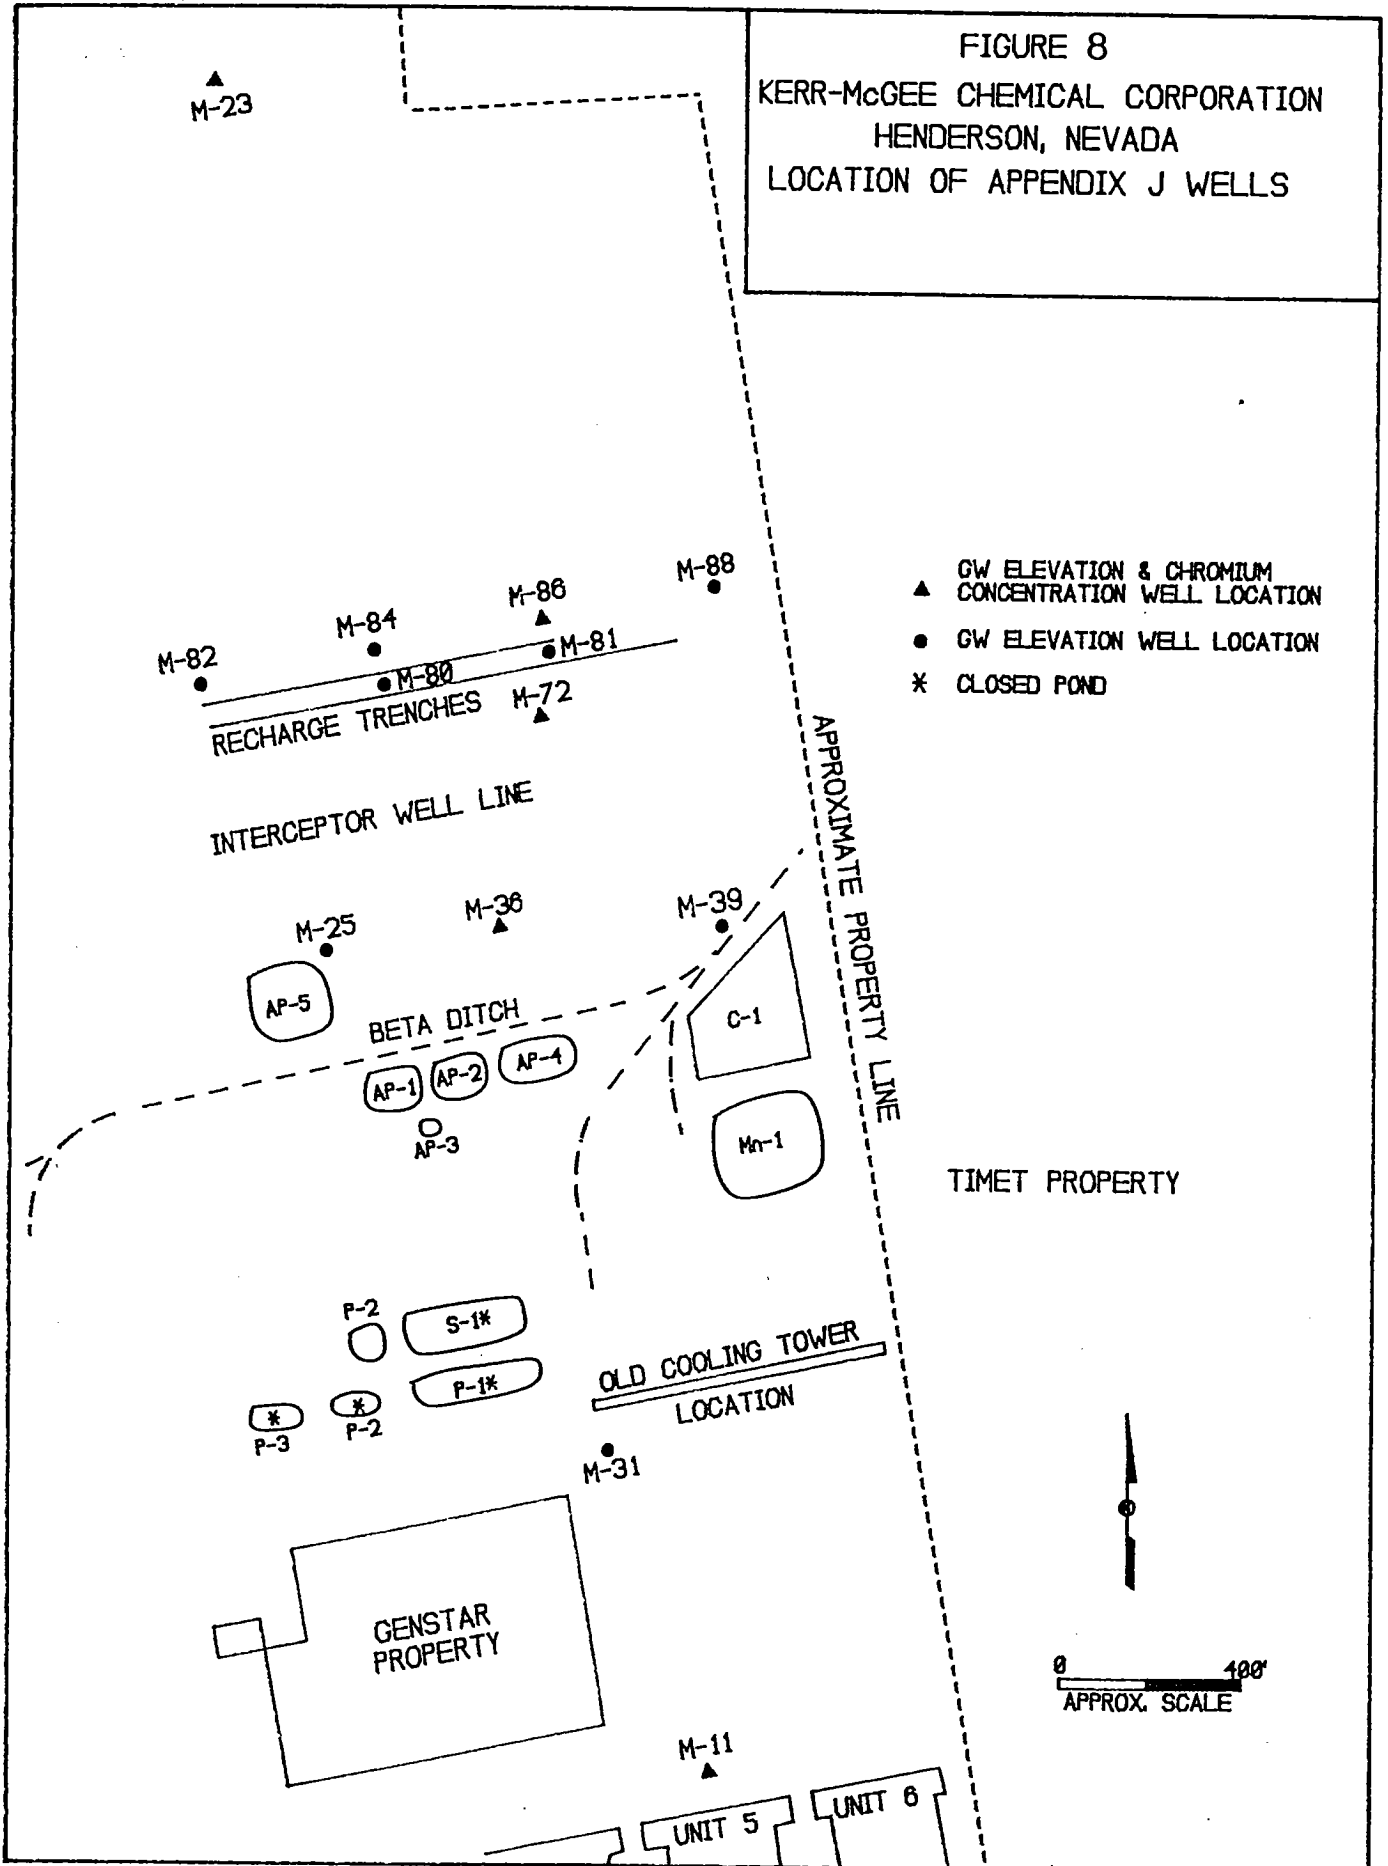 FIGURE 8
KERR-McGEE CHEMICAL CORPORATION
HENDERSON, NEVADA
LOCATION OF APPENDIX J WELLS
M-23
M-88
M-86
M-84
M-81
M-82
M-80
M-72
RECHARGE TRENCHES
GW ELEVATION & CHROMIUM
CONCENTRATION WELL LOCATION
GW ELEVATION WELL LOCATION
* CLOSED POND
INTERCEPTOR WELL LINE
APPROXIMATE PROPERTY LINE
M-25
M-36
M-39
AP-5
BETA DITCH
C-1
AP-1
AP-2
AP-4
AP-3
Mn-1
TIMET PROPERTY
P-2
S-1*
P-1*
*
P-3
*
P-2
OLD COOLING TOWER
LOCATION
M-31
GENSTAR
PROPERTY
0 400'
APPROX. SCALE
M-11
UNIT 5
UNIT 6